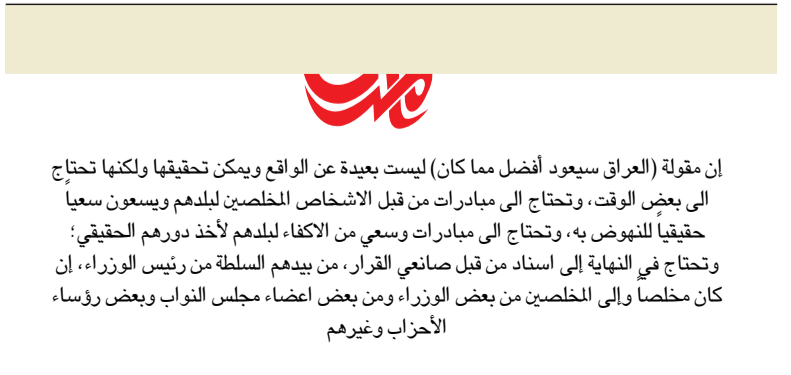 إن مقولة (العراق سيعود أفضل مما كان) ليست بعيدة عن الواقع ويمكن تحقيقها ولكنها تحتاج
الى بعض الوقت، وتحتاج الى مبادرات من قبل الاشخاص المخلصين لبلدهم ويسعون سعياً
حقيقياً للنهوض به، وتحتاج الى مبادرات وسعي من الاكفاء لبلدهم لأخذ دورهم الحقيقي؛
وتحتاج في النهاية إلى اسناد من قبل صانعي القرار، من بيدهم السلطة من رئيس الوزراء، إن
كان مخلصاً وإلى المخلصين من بعض الوزراء ومن بعض اعضاء مجلس النواب وبعض رؤساء
الأحزاب وغيرهم